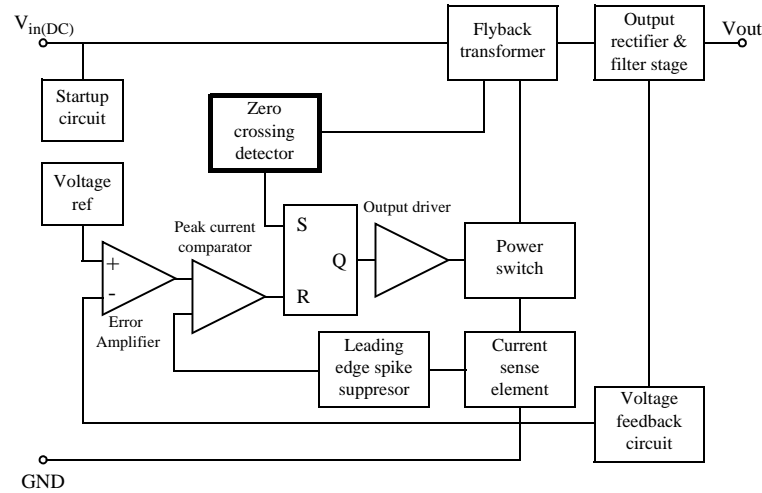 Vin(DC)
Flyback
transformer
Output
rectifier &
filter stage
Vout
Startup
circuit
Zero
crossing
detector
Voltage
ref
Peak current
comparator
Output driver
S
Q
R
Power
switch
+
-
Error
Amplifier
Leading
edge spike
suppresor
Current
sense
element
Voltage
feedback
circuit
GND